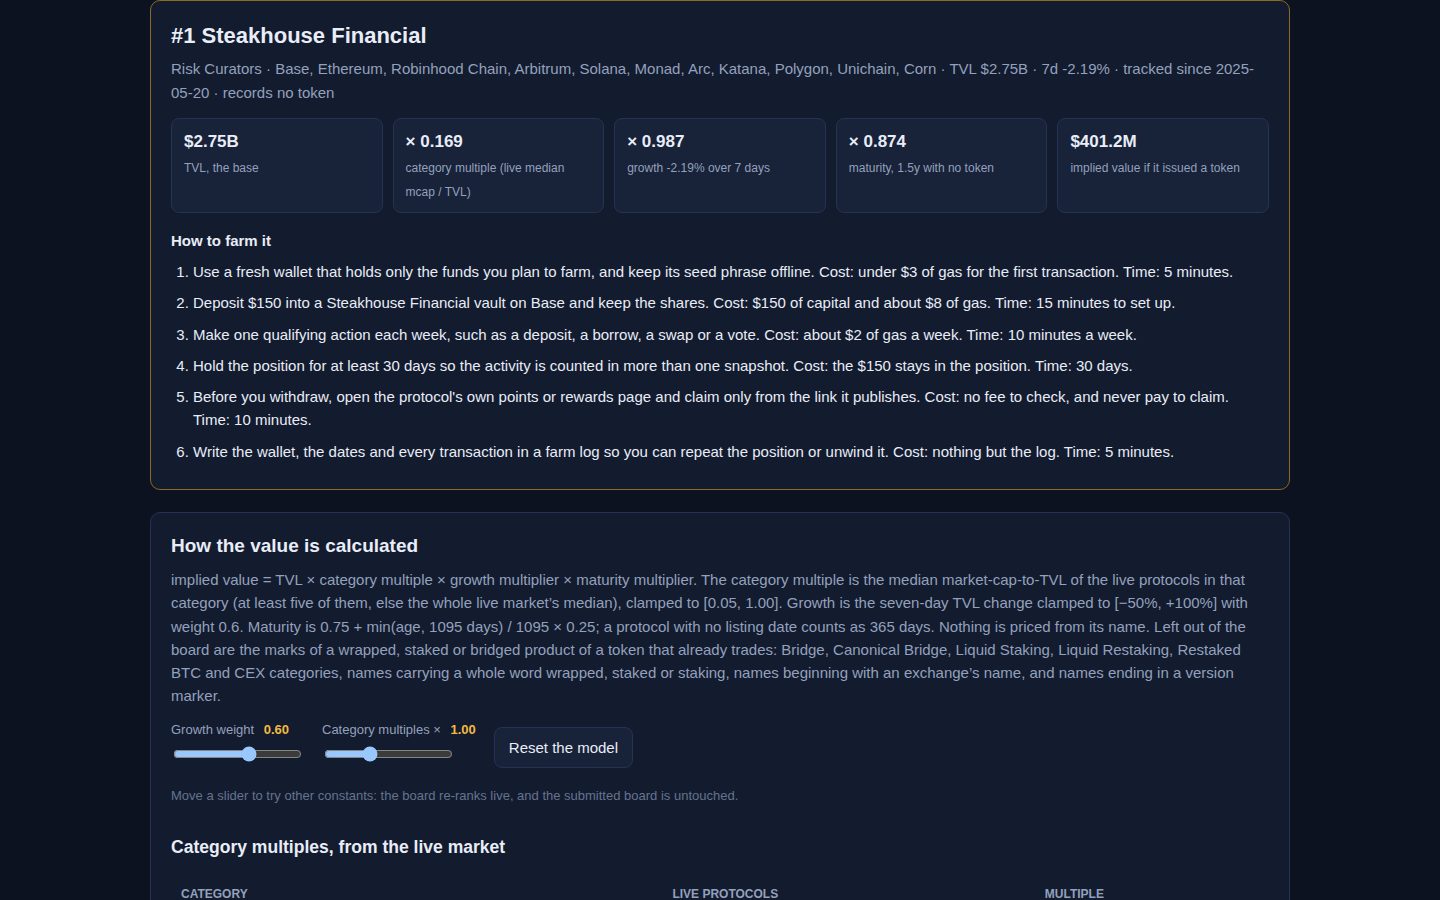 #1 Steakhouse Financial
Risk Curators · Base, Ethereum, Robinhood Chain, Arbitrum, Solana, Monad, Arc, Katana, Polygon, Unichain, Corn · TVL $2.75B · 7d -2.19% · tracked since 2025-
05-20 · records no token
$2.75B
TVL, the base
× 0.169
category multiple (live median
mcap / TVL)
× 0.987
growth -2.19% over 7 days
× 0.874
maturity, 1.5y with no token
$401.2M
implied value if it issued a token
How to farm it
1. Use a fresh wallet that holds only the funds you plan to farm, and keep its seed phrase offline. Cost: under $3 of gas for the first transaction. Time: 5 minutes.
2. Deposit $150 into a Steakhouse Financial vault on Base and keep the shares. Cost: $150 of capital and about $8 of gas. Time: 15 minutes to set up.
3. Make one qualifying action each week, such as a deposit, a borrow, a swap or a vote. Cost: about $2 of gas a week. Time: 10 minutes a week.
4. Hold the position for at least 30 days so the activity is counted in more than one snapshot. Cost: the $150 stays in the position. Time: 30 days.
5. Before you withdraw, open the protocol's own points or rewards page and claim only from the link it publishes. Cost: no fee to check, and never pay to claim.
Time: 10 minutes.
6. Write the wallet, the dates and every transaction in a farm log so you can repeat the position or unwind it. Cost: nothing but the log. Time: 5 minutes.
How the value is calculated
implied value = TVL × category multiple × growth multiplier × maturity multiplier. The category multiple is the median market-cap-to-TVL of the live protocols in that
category (at least five of them, else the whole live market’s median), clamped to [0.05, 1.00]. Growth is the seven-day TVL change clamped to [−50%, +100%] with
weight 0.6. Maturity is 0.75 + min(age, 1095 days) / 1095 × 0.25; a protocol with no listing date counts as 365 days. Nothing is priced from its name. Left out of the
board are the marks of a wrapped, staked or bridged product of a token that already trades: Bridge, Canonical Bridge, Liquid Staking, Liquid Restaking, Restaked
BTC and CEX categories, names carrying a whole word wrapped, staked or staking, names beginning with an exchange’s name, and names ending in a version
marker.
Growth weight 0.60
Category multiples × 1.00
Reset the model
Move a slider to try other constants: the board re-ranks live, and the submitted board is untouched.
Category multiples, from the live market
CATEGORY
LIVE PROTOCOLS
MULTIPLE